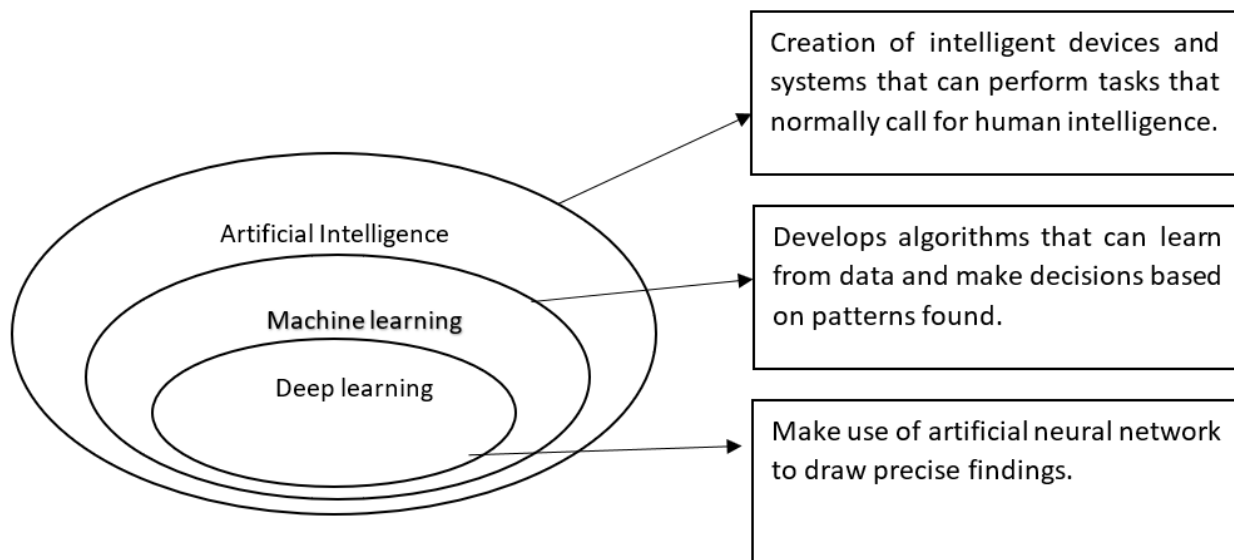 Creation of intelligent devices and
systems that can perform tasks that
normally call for human intelligence.
Artificial Intelligence
Develops algorithms that can learn
from data and make decisions based
on patterns found.
Machine learning
Deep learning
Make use of artificial neural network
to draw precise findings.